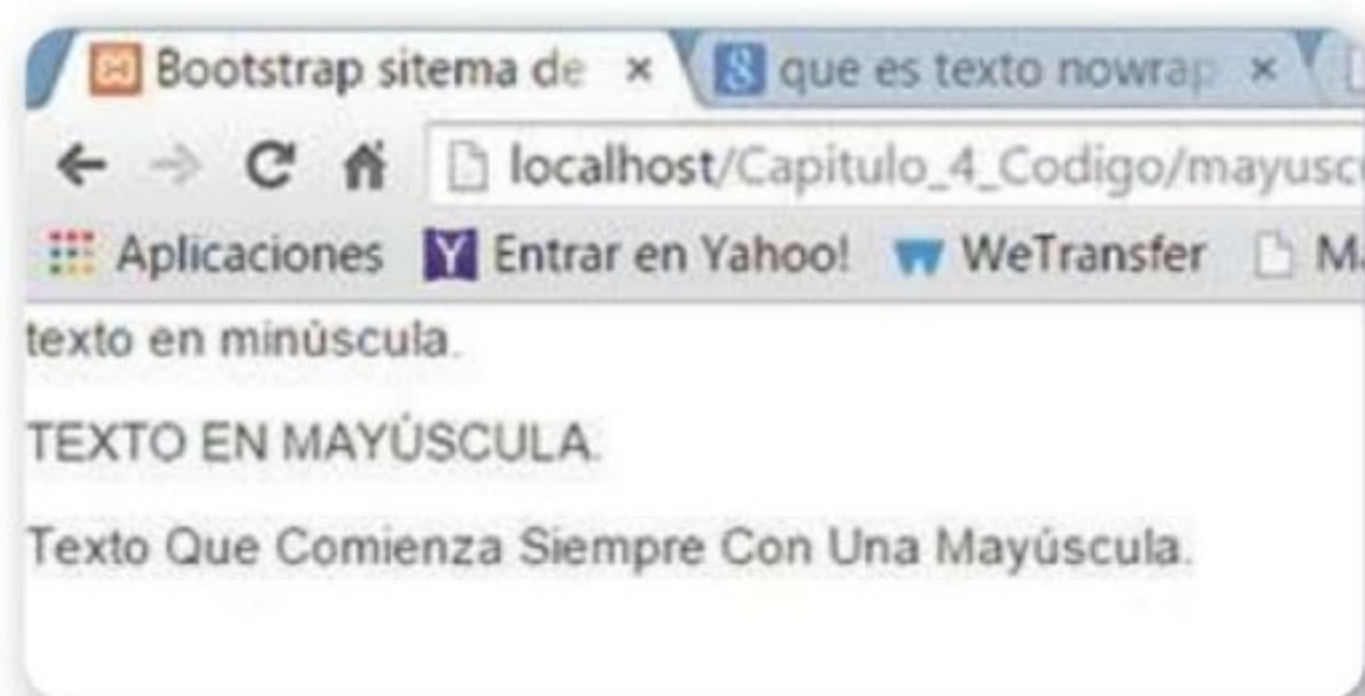 Bootstrap sitema de
que es texto nowrap
localhost/Capitulo_4_Codigo/mayusc
Aplicaciones Entrar en Yahoo! WeTransfer
texto en minúscula.
TEXTO EN MAYÚSCULA.
Texto Que Comienza Siempre Con Una Mayúscula.